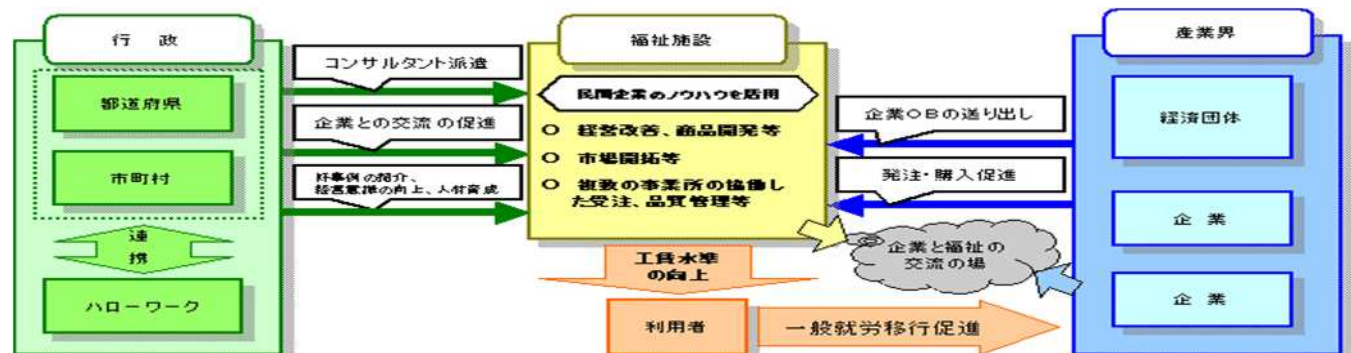 行　政
都道府県
市町村
連
携
ハローワーク
コンサルタント派遣
企業との交流の促進
好事例の紹介、
経営意識の向上、人材育成
福祉施設
民間企業のノウハウを活用
○ 経営改善、商品開発等
○ 市場開拓等
○ 複数の事業所の協働し
た受注、品質管理等
工賃水準
の向上
利用者
一般就労移行促進
企業OBの送り出し
発注・購入促進
企業と福祉の
交流の場
産業界
経済団体
企　業
企　業